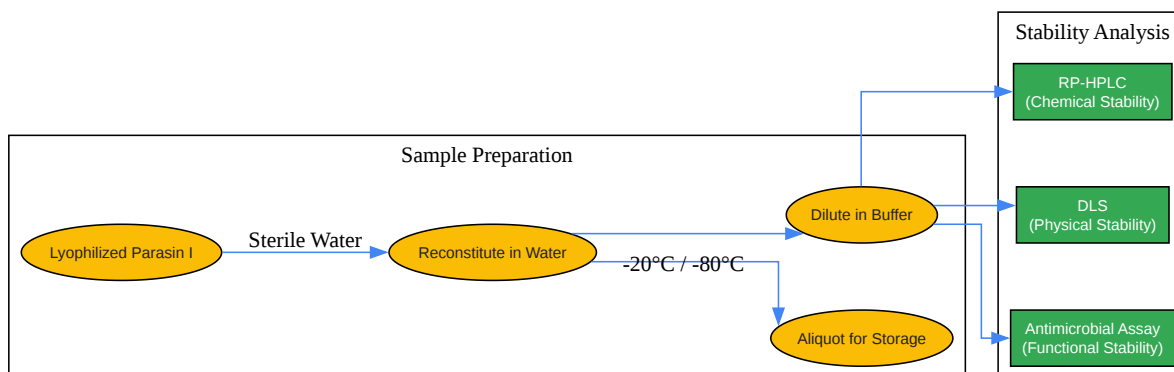 Stability Analysis
RP-HPLC
(Chemical Stability)
Sample Preparation
Dilute in Buffer
DLS
(Physical Stability)
Lyophilized Parasin I
Sterile Water
Reconstitute in Water
-20°C / -80°C
Aliquot for Storage
Antimicrobial Assay
(Functional Stability)